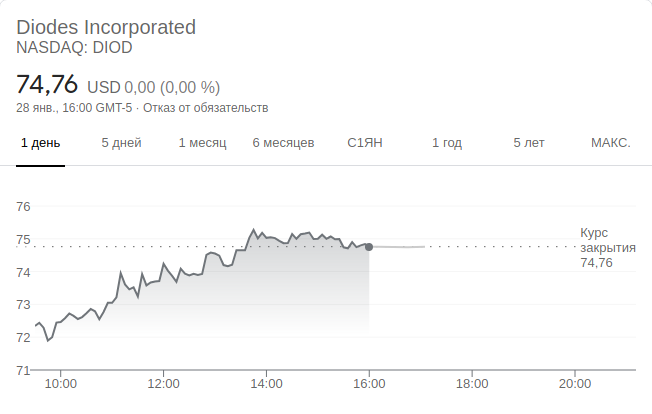 Diodes Incorporated
NASDAQ: DIOD
74,76 USD 0,00 (0,00 %)
28 янв., 16:00 GMT-5 · Отказ от обязательств
1 день 5 дней 1 месяц 6 месяцев С1ЯН 1 год 5 лет МАКС.
76
75
74
73
72
71
Курс
закрытия
74,76
10:00 12:00 14:00 16:00 18:00 20:00